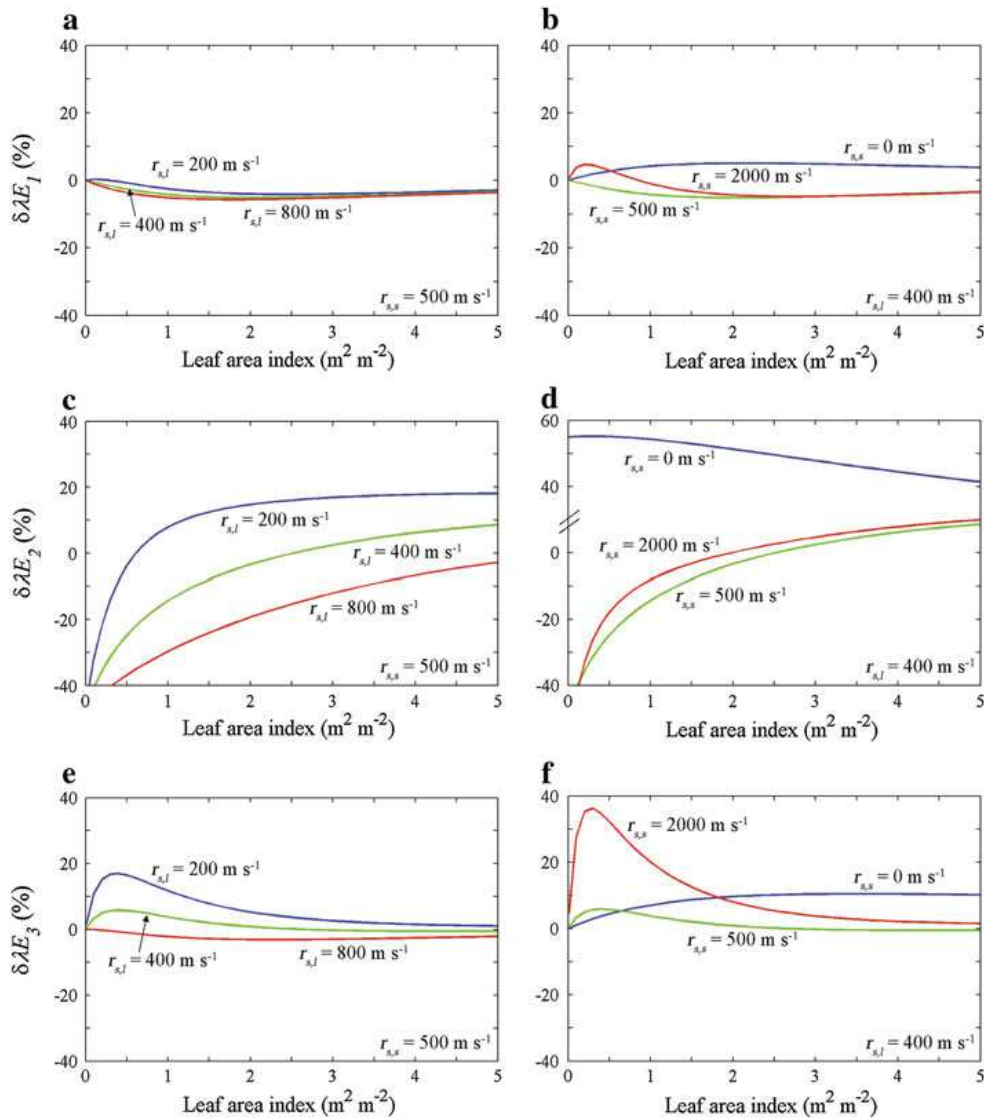 a
40
20
0
-20
-40
δλE1 (%)
rs,l = 200 m s-1
rs,l = 400 m s-1
rs,l = 800 m s-1
rs,s = 500 m s-1
0 1 2 3 4 5
Leaf area index (m2 m-2)
b
40
20
0
-20
-40
rs,s = 0 m s-1
rs,s = 2000 m s-1
rs,s = 500 m s-1
rs,l = 400 m s-1
0 1 2 3 4 5
Leaf area index (m2 m-2)
c
40
20
0
-20
-40
δλE2 (%)
rs,l = 200 m s-1
rs,l = 400 m s-1
rs,l = 800 m s-1
rs,s = 500 m s-1
0 1 2 3 4 5
Leaf area index (m2 m-2)
d
60
40
20
0
-20
-40
rs,s = 0 m s-1
rs,s = 2000 m s-1
rs,s = 500 m s-1
rs,l = 400 m s-1
0 1 2 3 4 5
Leaf area index (m2 m-2)
e
40
20
0
-20
-40
δλE3 (%)
rs,l = 200 m s-1
rs,l = 400 m s-1
rs,l = 800 m s-1
rs,s = 500 m s-1
0 1 2 3 4 5
Leaf area index (m2 m-2)
f
40
20
0
-20
-40
rs,s = 2000 m s-1
rs,s = 0 m s-1
rs,s = 500 m s-1
rs,l = 400 m s-1
0 1 2 3 4 5
Leaf area index (m2 m-2)